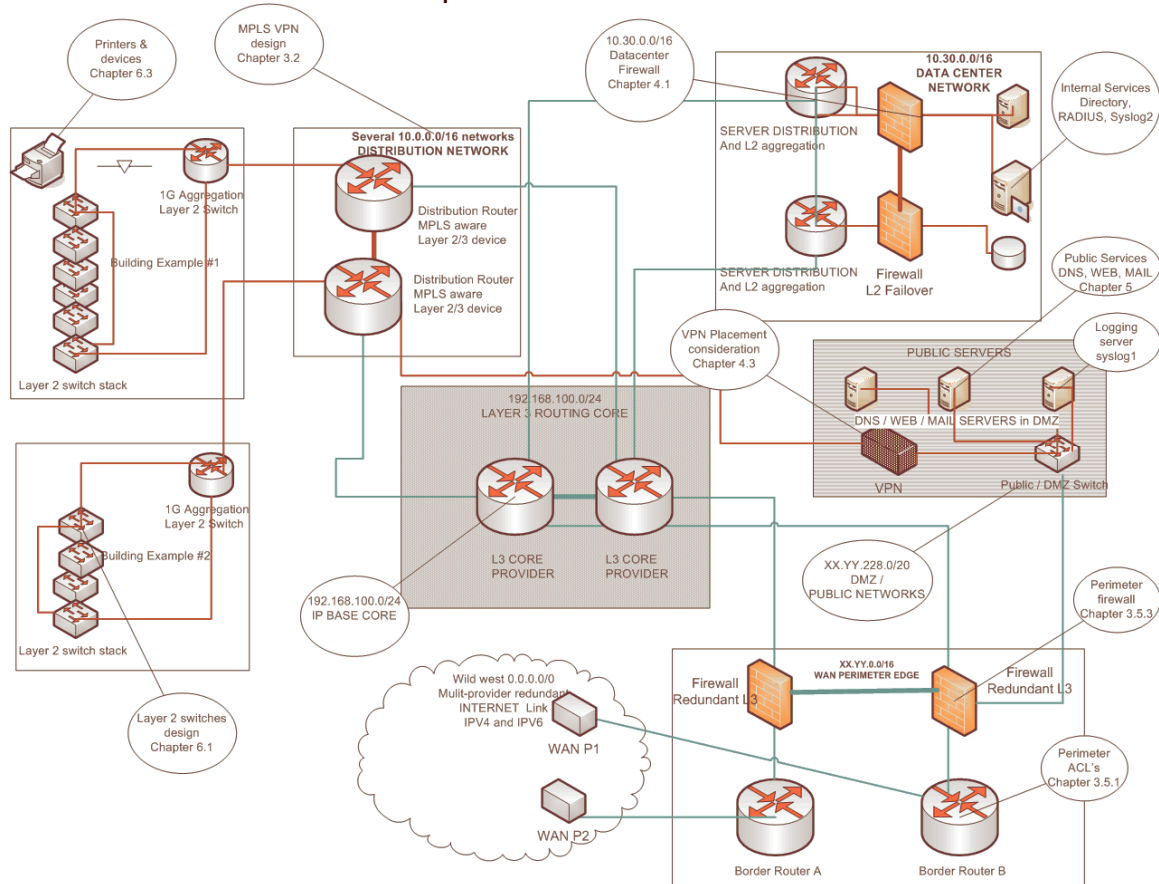 Printers &
devices
Chapter 6.3
MPLS VPN
design
Chapter 3.2
10.30.0.0/16
Datacenter
Firewall
Chapter 4.1
10.30.0.0/16
DATA CENTER
NETWORK
Internal Services
Directory,
RADIUS, Syslog2
Several 10.0.0.0/16 networks
DISTRIBUTION NETWORK
SERVER DISTRIBUTION
And L2 aggregation
1G Aggregation
Layer 2 Switch
Distribution Router
MPLS aware
Layer 2/3 device
Building Example #1
Distribution Router
MPLS aware
Layer 2/3 device
SERVER DISTRIBUTION
And L2 aggregation
Firewall
L2 Failover
Public Services
DNS, WEB, MAIL
Chapter 5
Layer 2 switch stack
VPN Placement
consideration
Chapter 4.3
PUBLIC SERVERS
Logging
server
syslog1
192.168.100.0/24
LAYER 3 ROUTING CORE
DNS / WEB / MAIL SERVERS in DMZ
VPN
Public / DMZ Switch
1G Aggregation
Layer 2 Switch
Building Example #2
Layer 2 switch stack
L3 CORE
PROVIDER
L3 CORE
PROVIDER
192.168.100.0/24
IP BASE CORE
XX.YY.228.0/20
DMZ /
PUBLIC NETWORKS
Perimeter
firewall
Chapter 3.5.3
Layer 2 switches
design
Chapter 6.1
Wild west 0.0.0.0/0
Mulit-provider redundant
INTERNET Link
IPV4 and IPV6
WAN P1
WAN P2
Firewall
Redundant L3
XX.YY.0.0/16
WAN PERIMETER EDGE
Firewall
Redundant L3
Perimeter
ACL's
Chapter 3.5.1
Border Router A
Border Router B